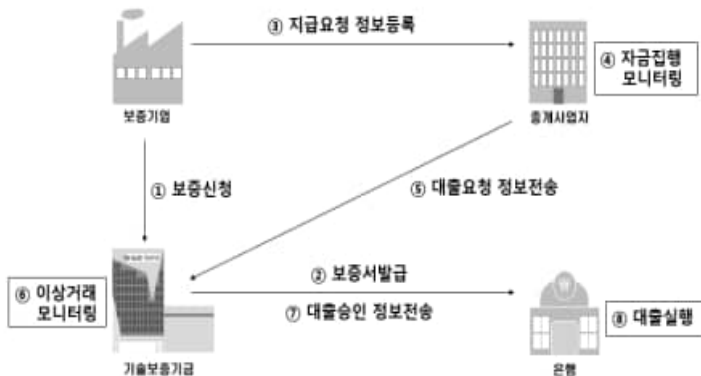 ③ 지급요청 정보등록
④ 자금집행
모니터링
보증기업
중계사업자
① 보증신청
⑤ 대출요청 정보전송
② 보증서발급
⑥ 이상거래
모니터링
⑦ 대출승인 정보전송
⑧ 대출실행
기술보증기금
은행